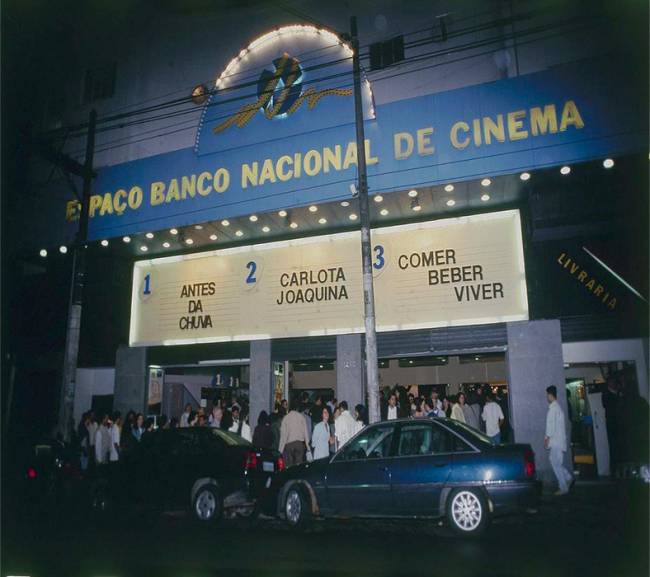 ESPAÇO BANCO NACIONAL DE CINEMA
1
ANTES
DA
CHUVA
2
CARLOTA
JOAQUINA
3
COMER
BEBER
VIVER
LIVRARIA